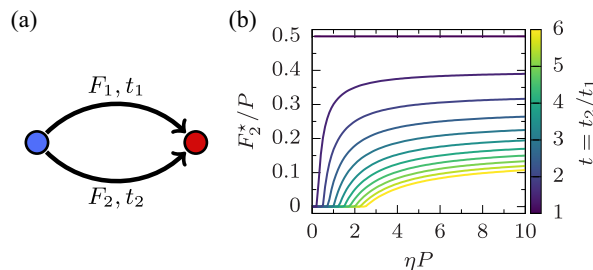 (a)
F₁, t₁
F₂, t₂
(b)
F₂⋆/P
0.5
0.4
0.3
0.2
0.1
0
0 2 4 6 8 10
ηP
6
5
4
3
2
1
t = t₂/t₁